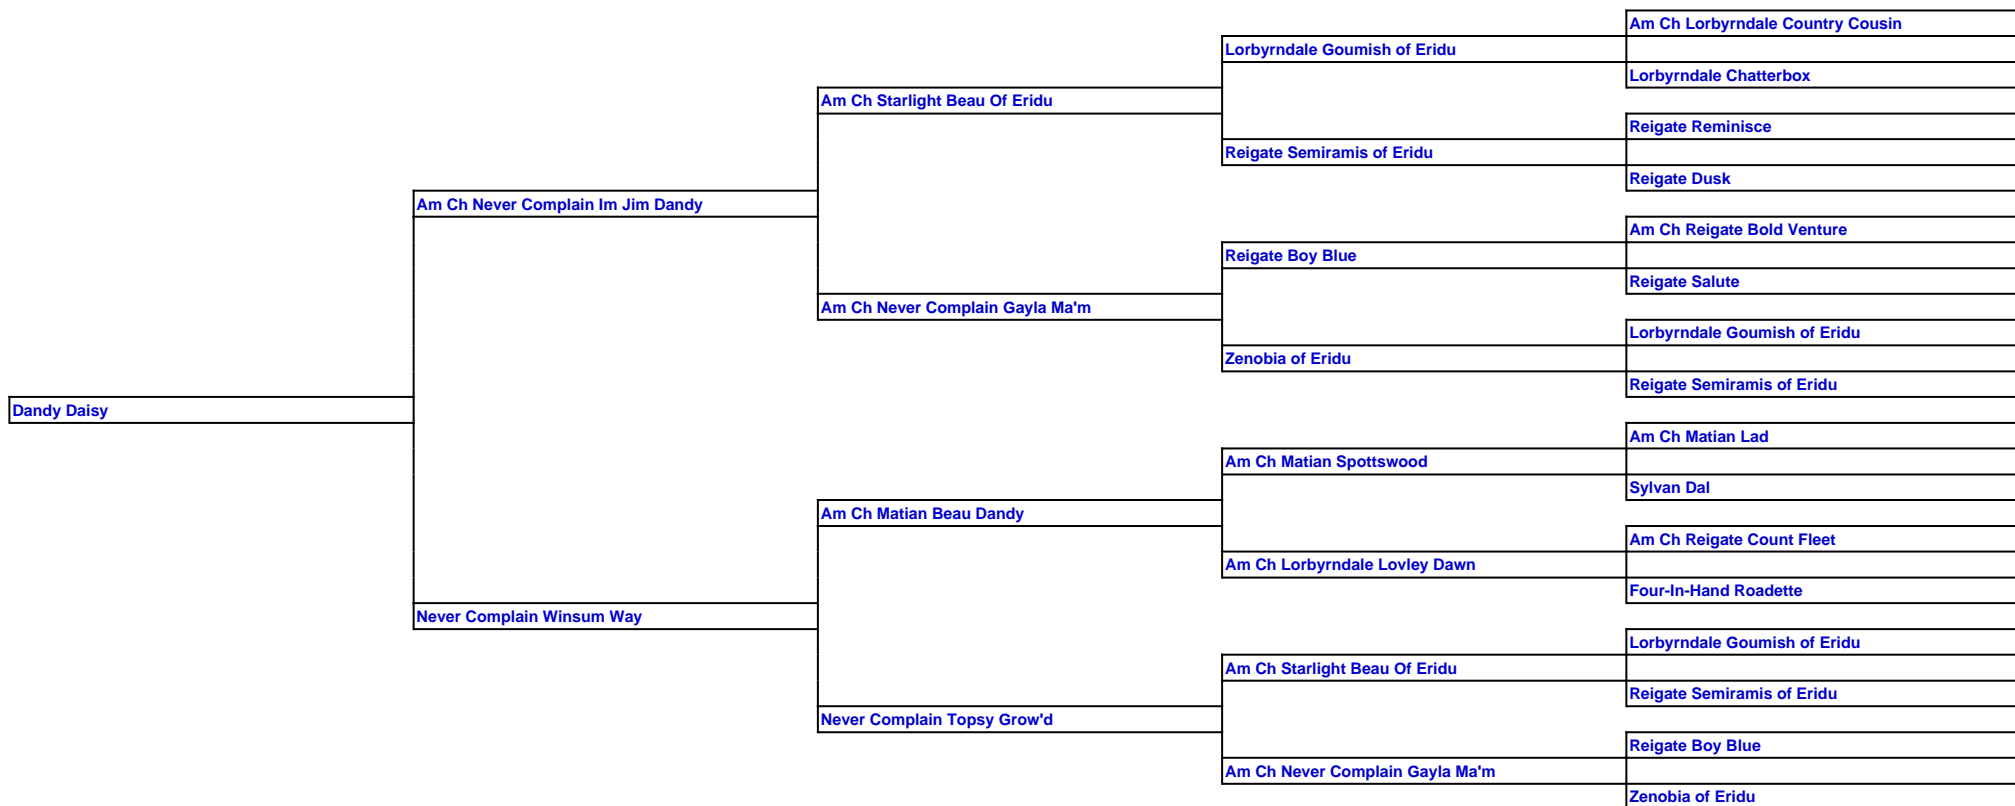 Am Ch Lorbyrndale Country Cousin
Lorbyrndale Goumish of Eridu
Lorbyrndale Chatterbox
Am Ch Starlight Beau Of Eridu
Reigate Reminisce
Reigate Semiramis of Eridu
Reigate Dusk
Am Ch Never Complain Im Jim Dandy
Am Ch Reigate Bold Venture
Reigate Boy Blue
Reigate Salute
Am Ch Never Complain Gayla Ma'm
Lorbyrndale Goumish of Eridu
Zenobia of Eridu
Reigate Semiramis of Eridu
Dandy Daisy
Am Ch Matian Lad
Am Ch Matian Spottswood
Sylvan Dal
Am Ch Matian Beau Dandy
Am Ch Reigate Count Fleet
Am Ch Lorbyrndale Lovley Dawn
Four-In-Hand Roadette
Never Complain Winsum Way
Lorbyrndale Goumish of Eridu
Am Ch Starlight Beau Of Eridu
Reigate Semiramis of Eridu
Never Complain Topsy Grow'd
Reigate Boy Blue
Am Ch Never Complain Gayla Ma'm
Zenobia of Eridu